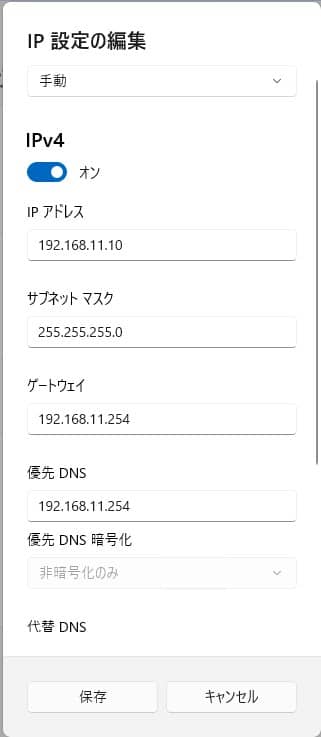 IP 設定の編集
手動
IPv4
オン
IP アドレス
192.168.11.10
サブネット マスク
255.255.255.0
ゲートウェイ
192.168.11.254
優先 DNS
192.168.11.254
優先 DNS 暗号化
非暗号化のみ
代替 DNS
保存
キャンセル